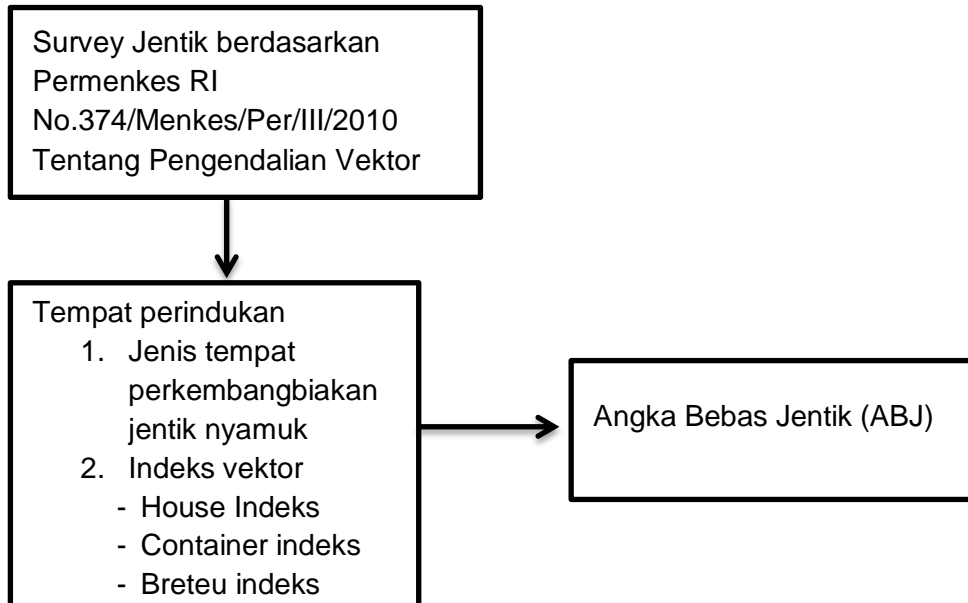 Survey Jentik berdasarkan
Permenkes RI
No.374/Menkes/Per/III/2010
Tentang Pengendalian Vektor
Tempat perindukan
1. Jenis tempat
perkembangbiakan
jentik nyamuk
2. Indeks vektor
- House Indeks
- Container indeks
- Breteu indeks
Angka Bebas Jentik (ABJ)